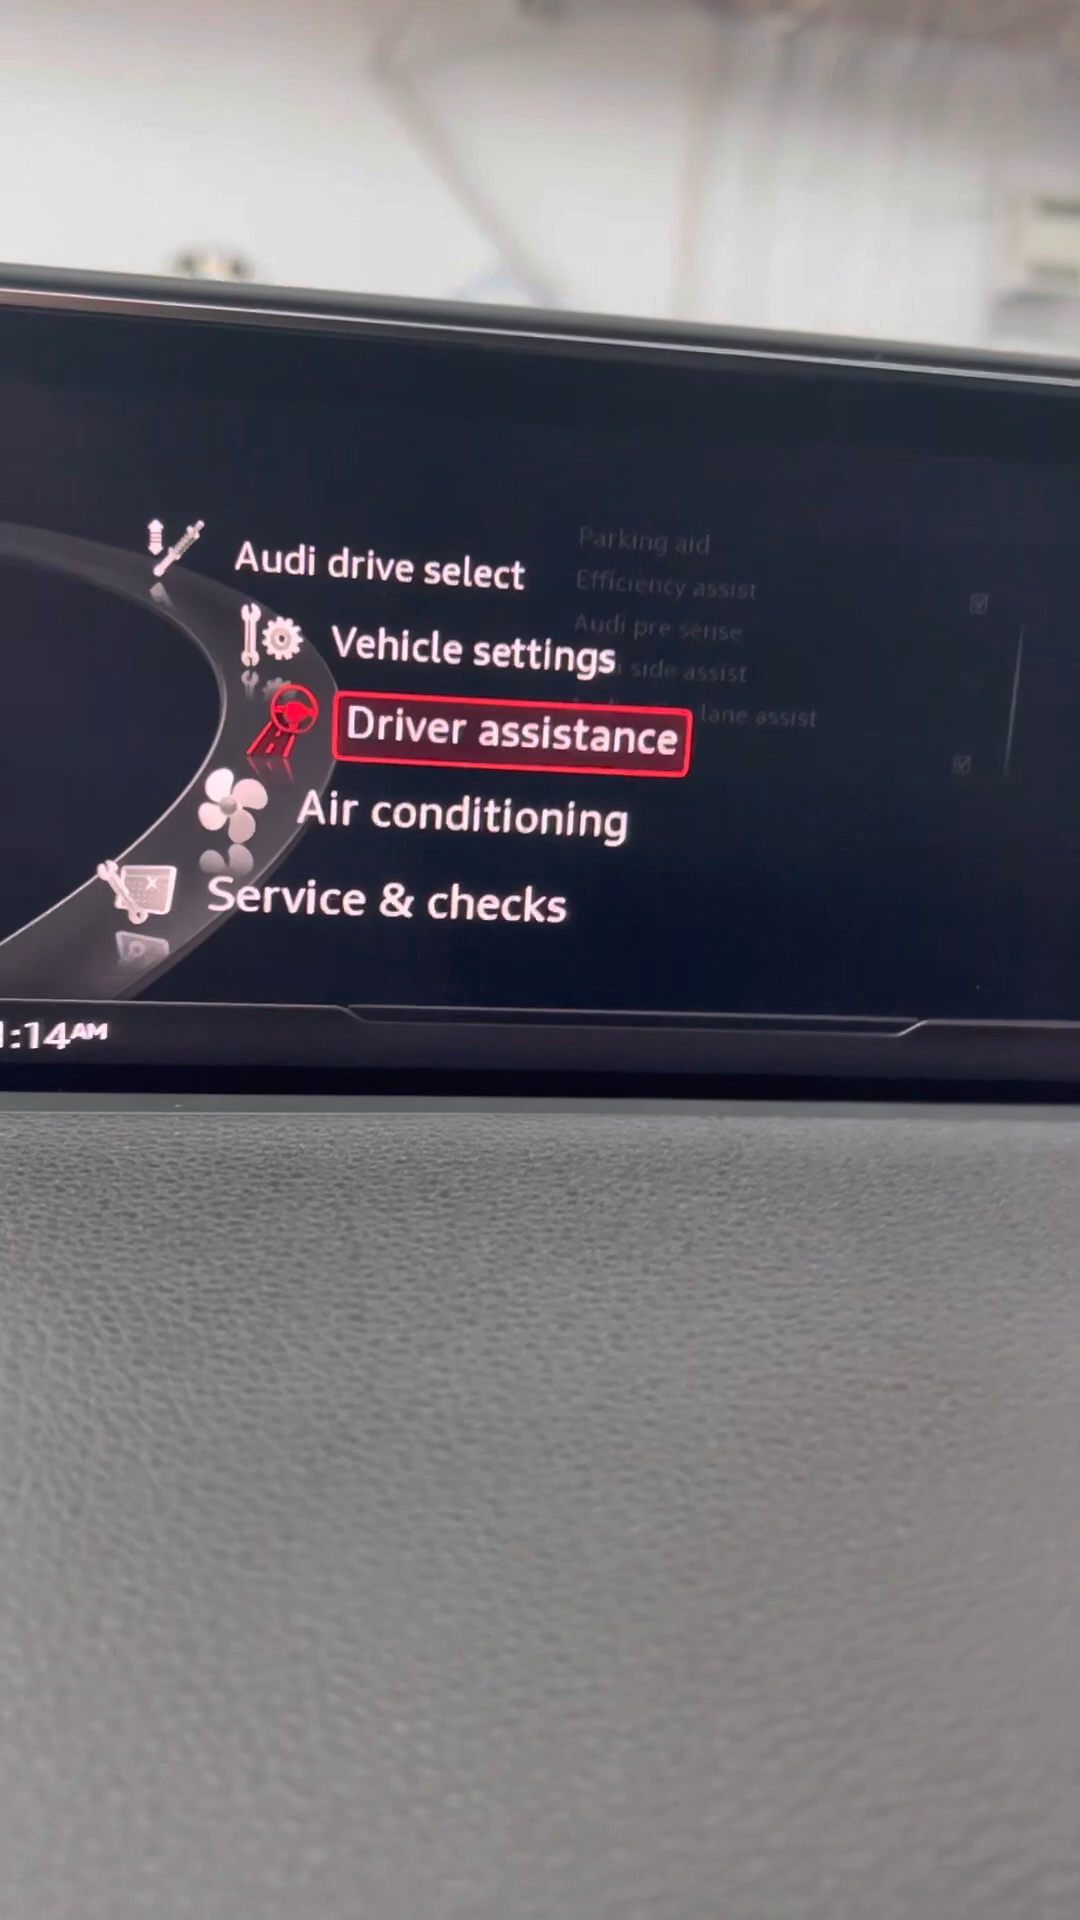 Audi drive select
Vehicle settings
Driver assistance
Air conditioning
Service & checks
Parking aid
Efficiency assist
Audi pre sense
side assist
lane assist
:14AM